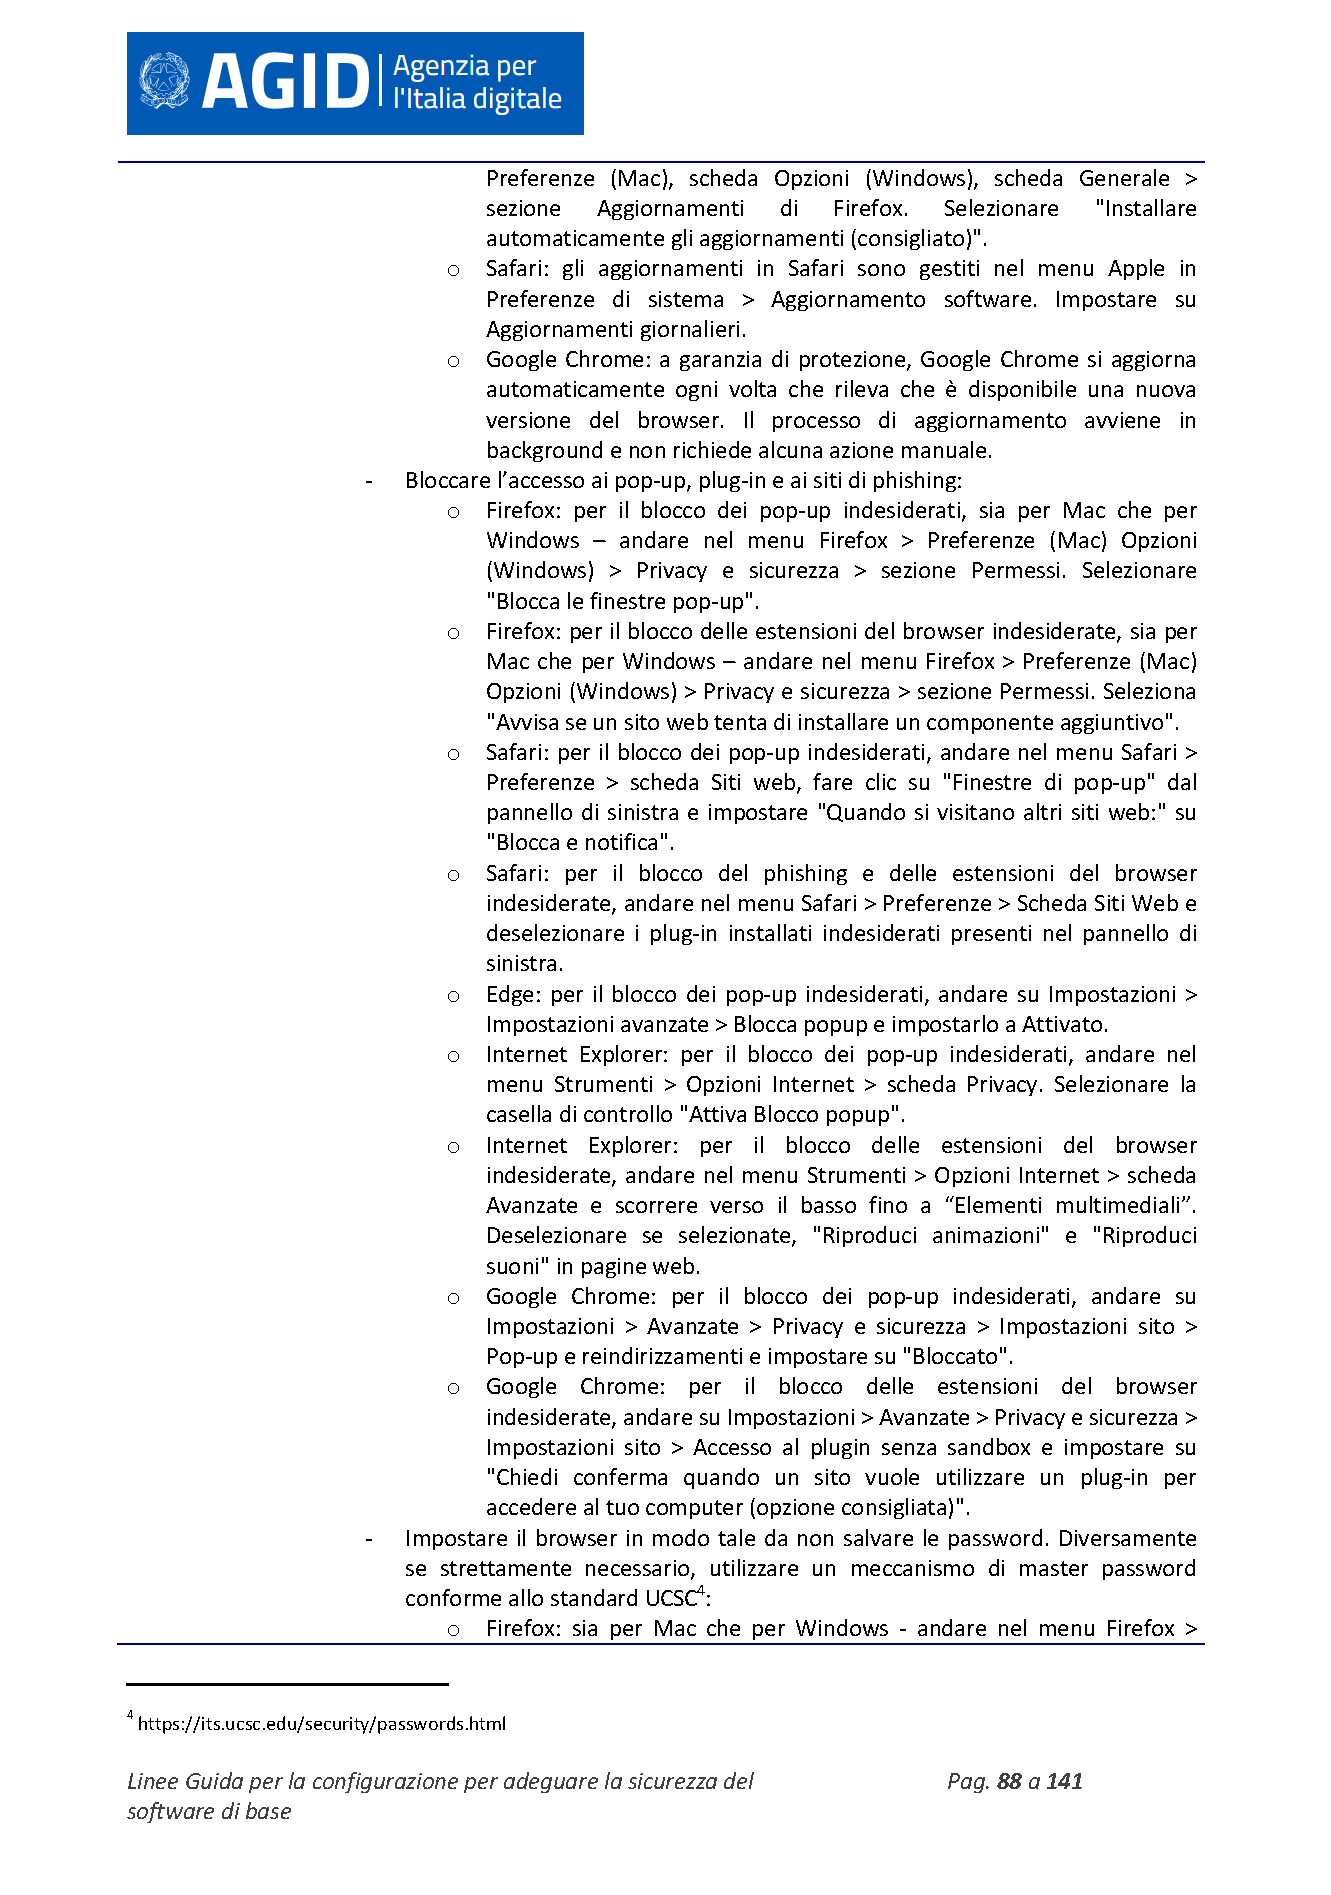 AGID Agenzia per
l'Italia digitale
Preferenze (Mac), scheda Opzioni (Windows), scheda Generale >
sezione Aggiornamenti di Firefox. Selezionare "Installare
automaticamente gli aggiornamenti (consigliato)".
o Safari: gli aggiornamenti in Safari sono gestiti nel menu Apple in
Preferenze di sistema > Aggiornamento software. Impostare su
Aggiornamenti giornalieri.
o Google Chrome: a garanzia di protezione, Google Chrome si aggiorna
automaticamente ogni volta che rileva che è disponibile una nuova
versione del browser. Il processo di aggiornamento avviene in
background e non richiede alcuna azione manuale.
- Bloccare l’accesso ai pop-up, plug-in e ai siti di phishing:
o Firefox: per il blocco dei pop-up indesiderati, sia per Mac che per
Windows – andare nel menu Firefox > Preferenze (Mac) Opzioni
(Windows) > Privacy e sicurezza > sezione Permessi. Selezionare
"Blocca le finestre pop-up".
o Firefox: per il blocco delle estensioni del browser indesiderate, sia per
Mac che per Windows – andare nel menu Firefox > Preferenze (Mac)
Opzioni (Windows) > Privacy e sicurezza > sezione Permessi. Seleziona
"Avvisa se un sito web tenta di installare un componente aggiuntivo".
o Safari: per il blocco dei pop-up indesiderati, andare nel menu Safari >
Preferenze > scheda Siti web, fare clic su "Finestre di pop-up" dal
pannello di sinistra e impostare "Quando si visitano altri siti web:" su
"Blocca e notifica".
o Safari: per il blocco del phishing e delle estensioni del browser
indesiderate, andare nel menu Safari > Preferenze > Scheda Siti Web e
deselezionare i plug-in installati indesiderati presenti nel pannello di
sinistra.
o Edge: per il blocco dei pop-up indesiderati, andare su Impostazioni >
Impostazioni avanzate > Blocca popup e impostarlo a Attivato.
o Internet Explorer: per il blocco dei pop-up indesiderati, andare nel
menu Strumenti > Opzioni Internet > scheda Privacy. Selezionare la
casella di controllo "Attiva Blocco popup".
o Internet Explorer: per il blocco delle estensioni del browser
indesiderate, andare nel menu Strumenti > Opzioni Internet > scheda
Avanzate e scorrere verso il basso fino a “Elementi multimediali”.
Deselezionare se selezionate, "Riproduci animazioni" e "Riproduci
suoni" in pagine web.
o Google Chrome: per il blocco dei pop-up indesiderati, andare su
Impostazioni > Avanzate > Privacy e sicurezza > Impostazioni sito >
Pop-up e reindirizzamenti e impostare su "Bloccato".
o Google Chrome: per il blocco delle estensioni del browser
indesiderate, andare su Impostazioni > Avanzate > Privacy e sicurezza >
Impostazioni sito > Accesso al plugin senza sandbox e impostare su
"Chiedi conferma quando un sito vuole utilizzare un plug-in per
accedere al tuo computer (opzione consigliata)".
- Impostare il browser in modo tale da non salvare le password. Diversamente
se strettamente necessario, utilizzare un meccanismo di master password
conforme allo standard UCSC4:
o Firefox: sia per Mac che per Windows - andare nel menu Firefox >
4 https://its.ucsc.edu/security/passwords.html
Linee Guida per la configurazione per adeguare la sicurezza del Pag. 88 a 141
software di base